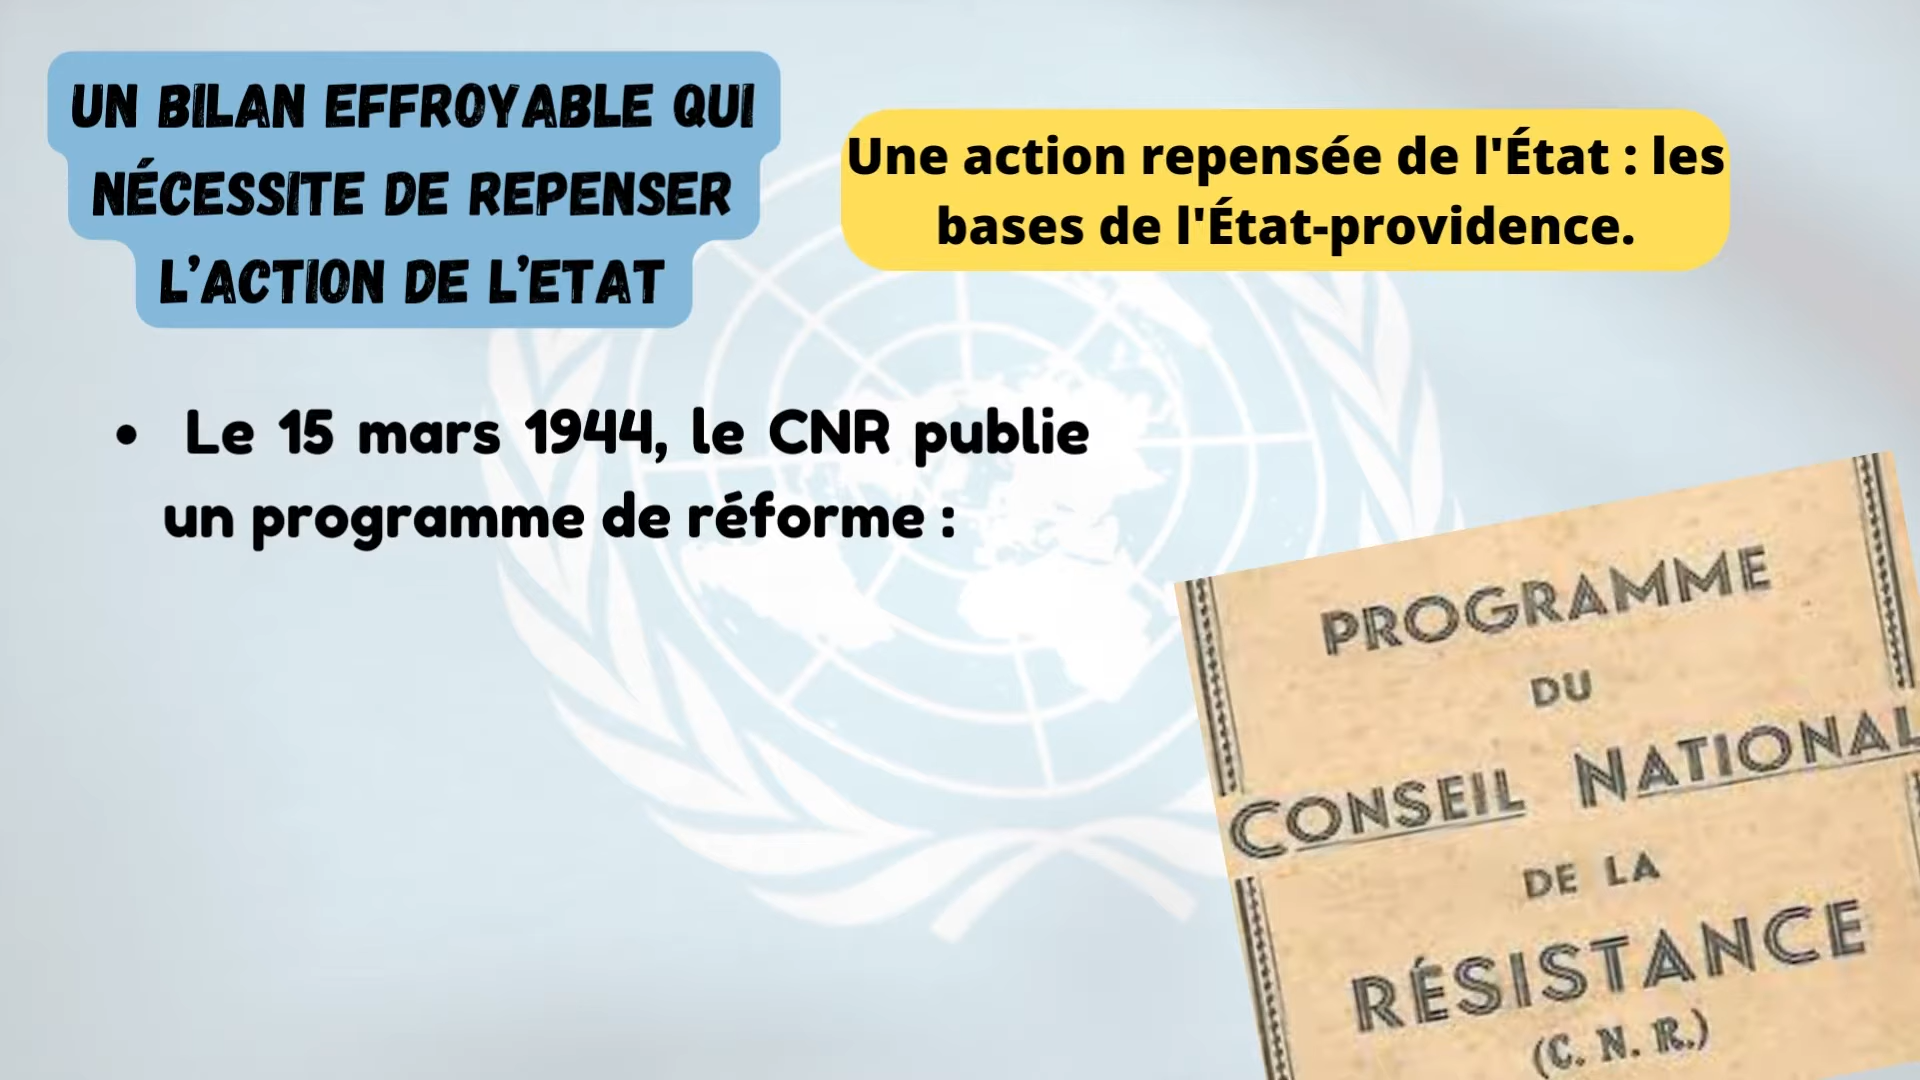 UN BILAN EFFROYABLE QUI
NÉCESSITE DE REPENSER
L’ACTION DE L’ETAT
Une action repensée de l'État : les
bases de l'État-providence.
• Le 15 mars 1944, le CNR publie
un programme de réforme :
PROGRAMME
DU
CONSEIL NATIONAL
DE LA
RÉSISTANCE
(C. N. R.)